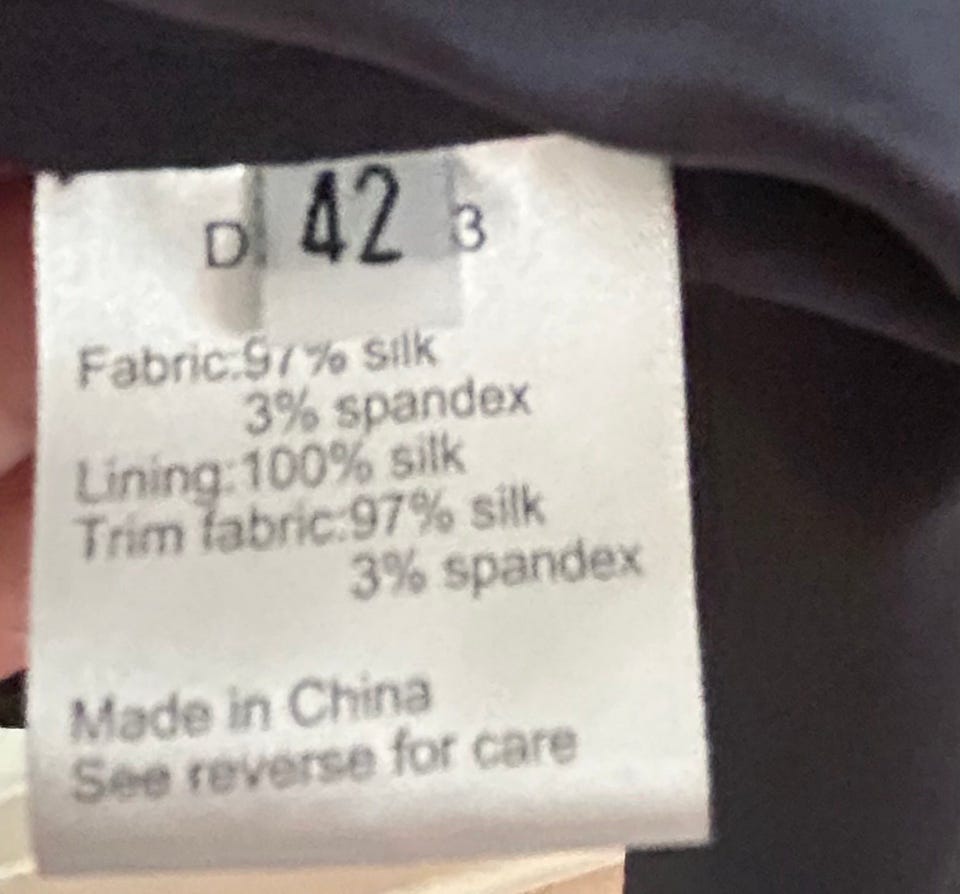 D 42 3
Fabric:97% silk
3% spandex
Lining:100% silk
Trim fabric:97% silk
3% spandex
Made in China
See reverse for care